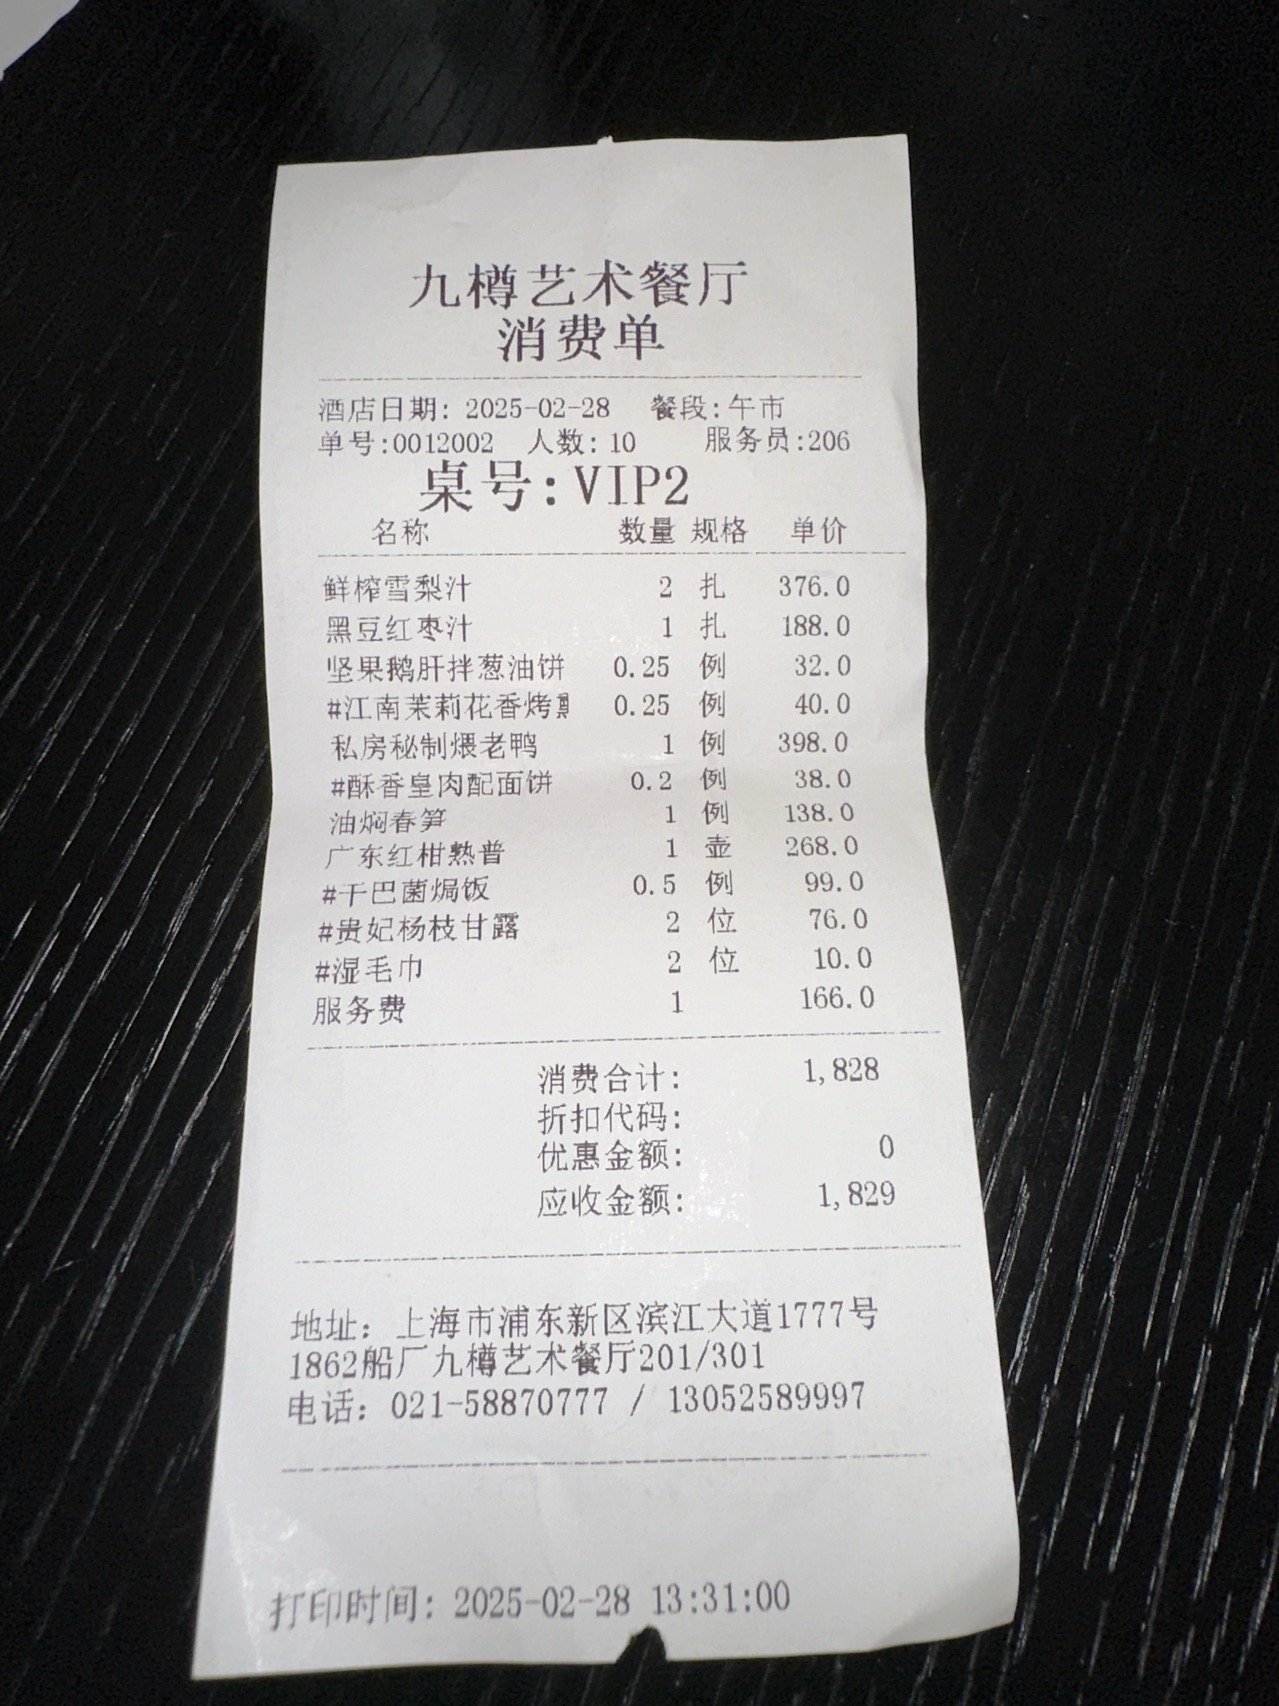 九樽艺术餐厅
消费单
酒店日期: 2025-02-28 餐段:午市
单号:0012002 人数:10 服务员:206
桌号:VIP2
名称 数量 规格 单价
鲜榨雪梨汁 2 扎 376.0
黑豆红枣汁 1 扎 188.0
坚果鹅肝拌葱油饼 0.25 例 32.0
#江南茉莉花香烤 0.25 例 40.0
私房秘制煨老鸭 1 例 398.0
#酥香皇肉配面饼 0.2 例 38.0
油焖春笋 1 例 138.0
广东红柑熟普 1 壶 268.0
#干巴菌焗饭 0.5 例 99.0
#贵妃杨枝甘露 2 位 76.0
#湿毛巾 2 位 10.0
服务费 1 166.0
消费合计: 1,828
折扣代码:
优惠金额: 0
应收金额: 1,829
地址: 上海市浦东新区滨江大道1777号
1862船厂九樽艺术餐厅201/301
电话: 021-58870777 / 13052589997
打印时间: 2025-02-28 13:31:00